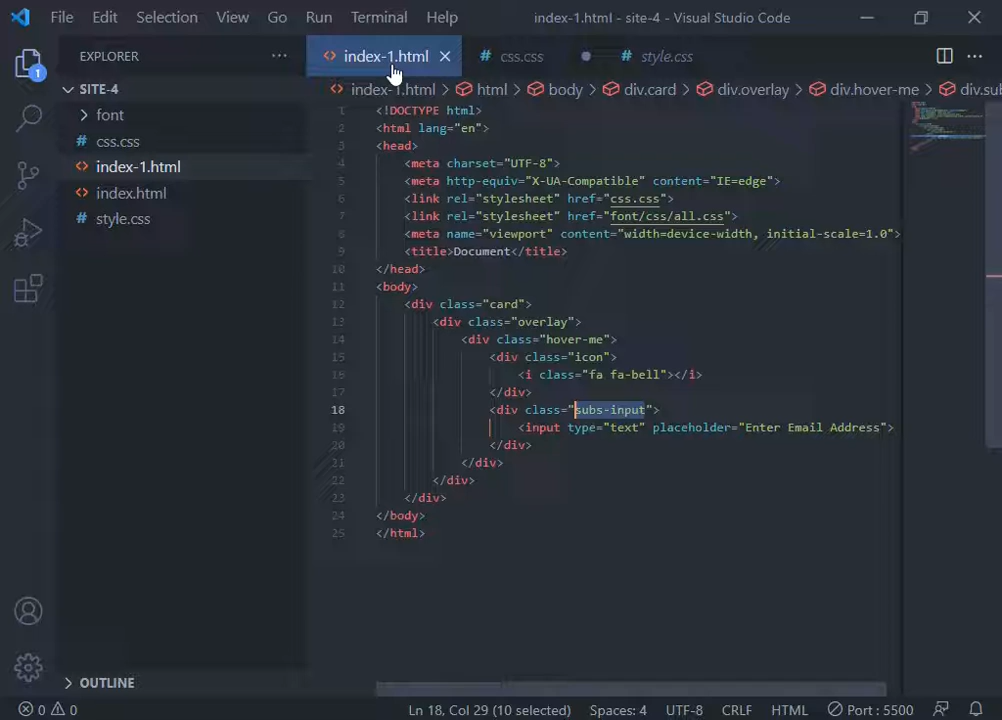 File Edit Selection View Go Run Terminal Help index-1.html - site-4 - Visual Studio Code
EXPLORER
index-1.html
css.css
style.css
1
SITE-4
font
css.css
index-1.html
index.html
style.css
index-1.html > html > body > div.card > div.overlay > div.hover-me > div.su
1 <!DOCTYPE html>
2 <html lang="en">
3 <head>
4 <meta charset="UTF-8">
5 <meta http-equiv="X-UA-Compatible" content="IE=edge">
6 <link rel="stylesheet" href="css.css">
7 <link rel="stylesheet" href="font/css/all.css">
8 <meta name="viewport" content="width=device-width, initial-scale=1.0">
9 <title>Document</title>
10 </head>
11 <body>
12 <div class="card">
13 <div class="overlay">
14 <div class="hover-me">
15 <div class="icon">
16 <i class="fa fa-bell"></i>
17 </div>
18 <div class="subs-input">
19 <input type="text" placeholder="Enter Email Address">
20 </div>
21 </div>
22 </div>
23 </div>
24 </body>
25 </html>
OUTLINE
0 0 Ln 18, Col 29 (10 selected) Spaces: 4 UTF-8 CRLF HTML Port : 5500